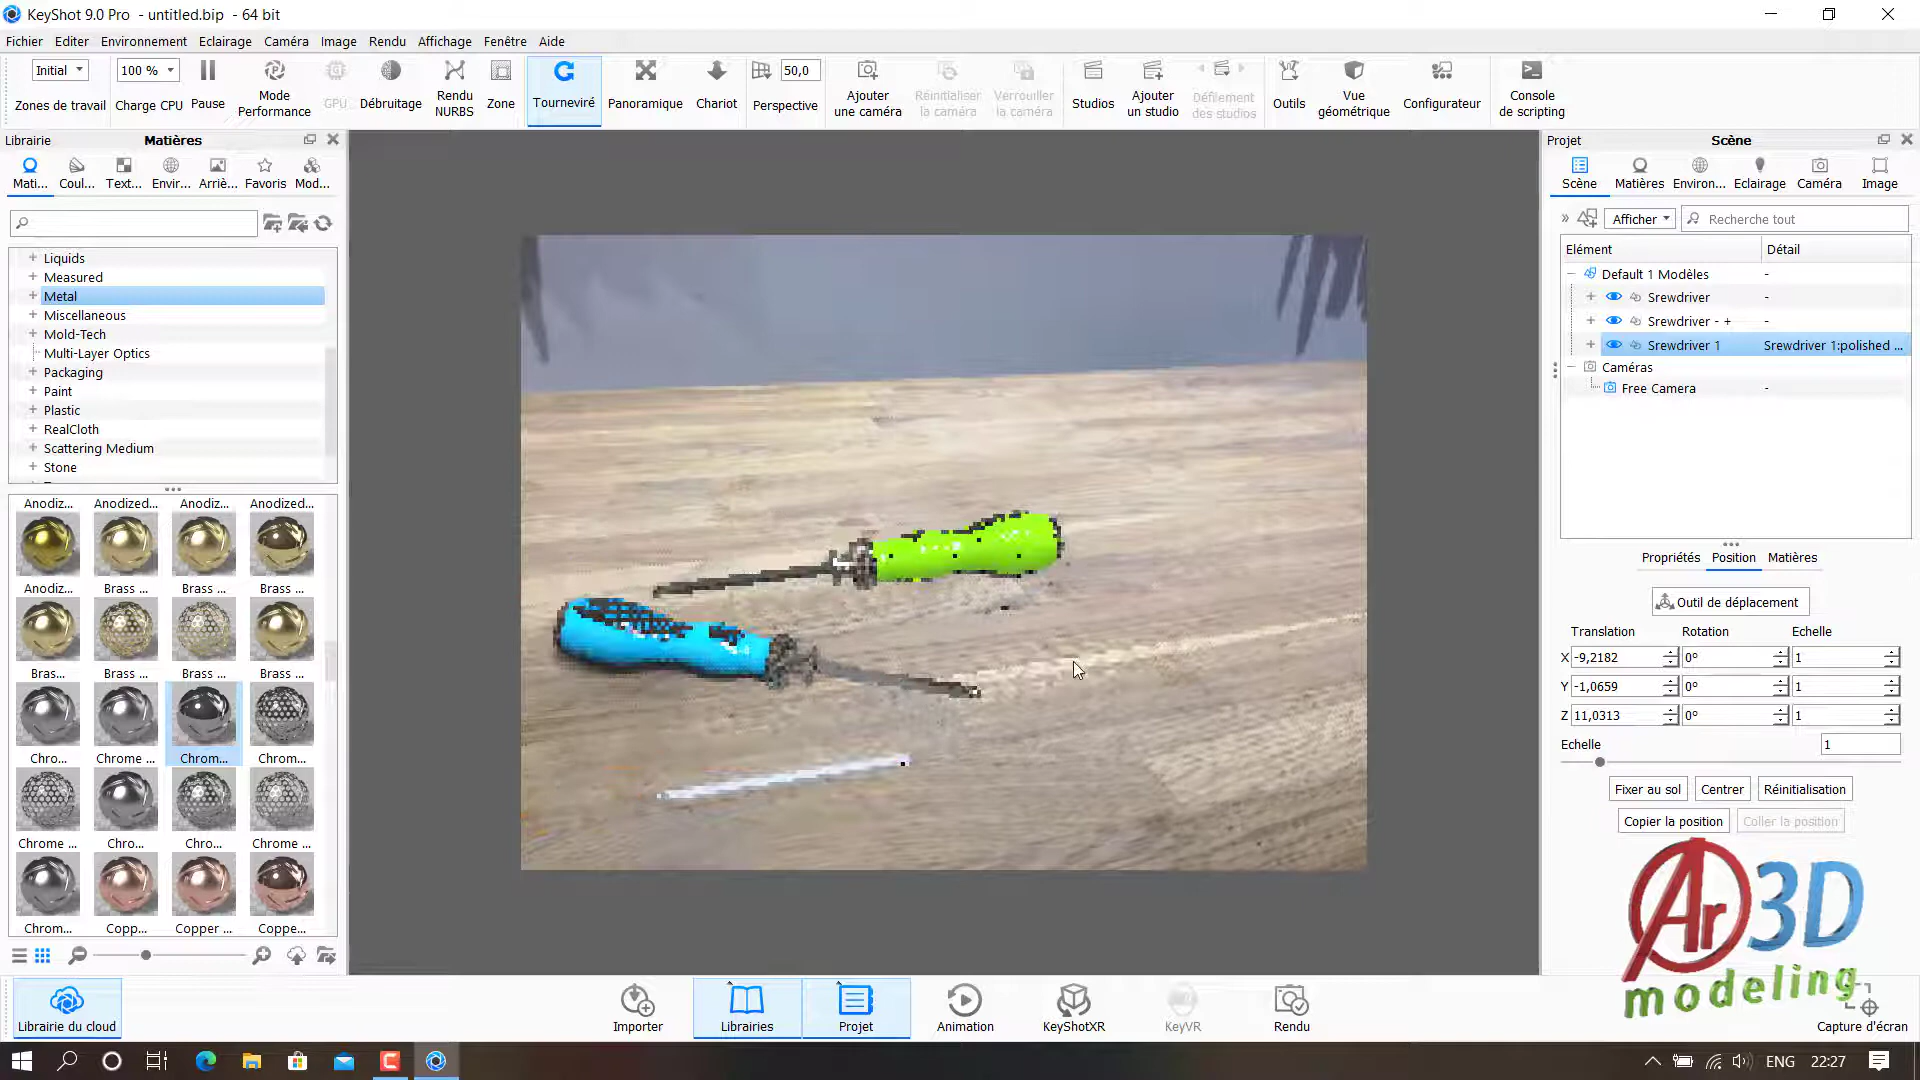 KeyShot 9.0 Pro - untitled.bip - 64 bit
Fichier Editer Environnement Eclairage Caméra Image Rendu Affichage Fenêtre Aide
Initial 100 % 50,0
Zones de travail Charge CPU Pause Mode Performance GPU Débruitage Rendu NURBS Zone Tourneviré Panoramique Chariot Perspective Ajouter une caméra Réinitialiser la caméra Verrouiller la caméra Studios Ajouter un studio Défilement des studios Outils Vue géométrique Configurateur Console de scripting
Librairie Matières
Mati... Coul... Text... Envir... Arriè... Favoris Mod...
Liquids
Measured
Metal
Miscellaneous
Mold-Tech
Multi-Layer Optics
Packaging
Paint
Plastic
RealCloth
Scattering Medium
Stone
Anodiz... Anodized... Anodiz... Anodized...
Anodiz... Brass ... Brass ... Brass ...
Bras... Brass ... Brass ... Brass ...
Chro... Chrome ... Chrom... Chrom...
Chrome ... Chro... Chro... Chrome ...
Chrom... Copp... Copper ... Coppe...
Projet Scène
Scène Matières Environ... Eclairage Caméra Image
» Afficher Recherche tout
Elément Détail
Default 1 Modèles -
Srewdriver -
Srewdriver - + -
Srewdriver 1 Srewdriver 1:polished ...
Caméras
Free Camera -
Propriétés Position Matières
Outil de déplacement
Translation Rotation Echelle
X -9,2182 0° 1
Y -1,0659 0° 1
Z 11,0313 0° 1
Echelle 1
Fixer au sol Centrer Réinitialisation
Copier la position Coller la position
Ar 3D
modeling
Librairie du cloud Importer Librairies Projet Animation KeyShotXR KeyVR Rendu Capture d'écran
ENG 22:27